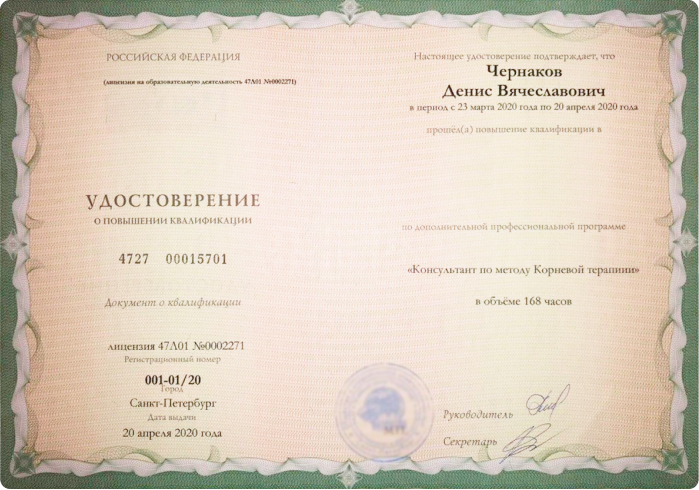 РОССИЙСКАЯ ФЕДЕРАЦИЯ
(лицензия на образовательную деятельность 47Л01 №0002271)
УДОСТОВЕРЕНИЕ
О ПОВЫШЕНИИ КВАЛИФИКАЦИИ
4727 00015701
Документ о квалификации
лицензия 47Л01 №0002271
Регистрационный номер
001-01/20
Город
Санкт-Петербург
Дата выдачи
20 апреля 2020 года
Настоящее удостоверение подтверждает, что
Чернаков
Денис Вячеславович
в период с 23 марта 2020 года по 20 апреля 2020 года
прошёл(а) повышение квалификации в
по дополнительной профессиональной программе
«Консультант по методу Корневой терапии»
в объёме 168 часов
Руководитель
Секретарь